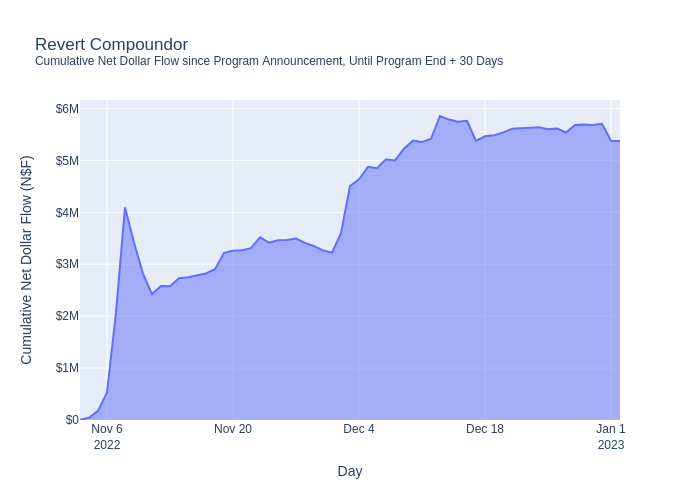 Revert Compoundor
Cumulative Net Dollar Flow since Program Announcement, Until Program End + 30 Days
Cumulative Net Dollar Flow (N$F)
$6M
$5M
$4M
$3M
$2M
$1M
$0
Nov 6
2022
Nov 20
Dec 4
Dec 18
Jan 1
2023
Day